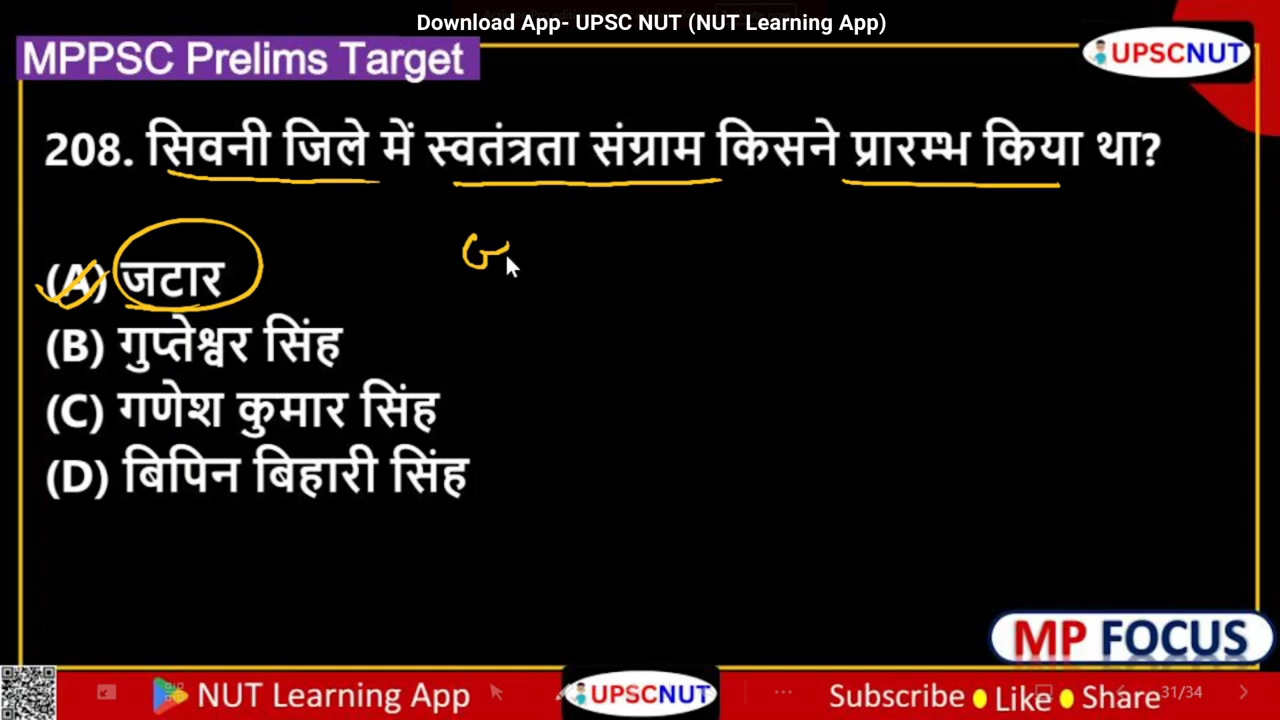 Download App- UPSC NUT (NUT Learning App)
MPPSC Prelims Target
UPSCNUT
208. सिवनी जिले में स्वतंत्रता संग्राम किसने प्रारम्भ किया था?
(A) जटार
(B) गुप्तेश्वर सिंह
(C) गणेश कुमार सिंह
(D) बिपिन बिहारी सिंह
MP FOCUS
NUT Learning App
UPSCNUT
Subscribe Like Share
31/34